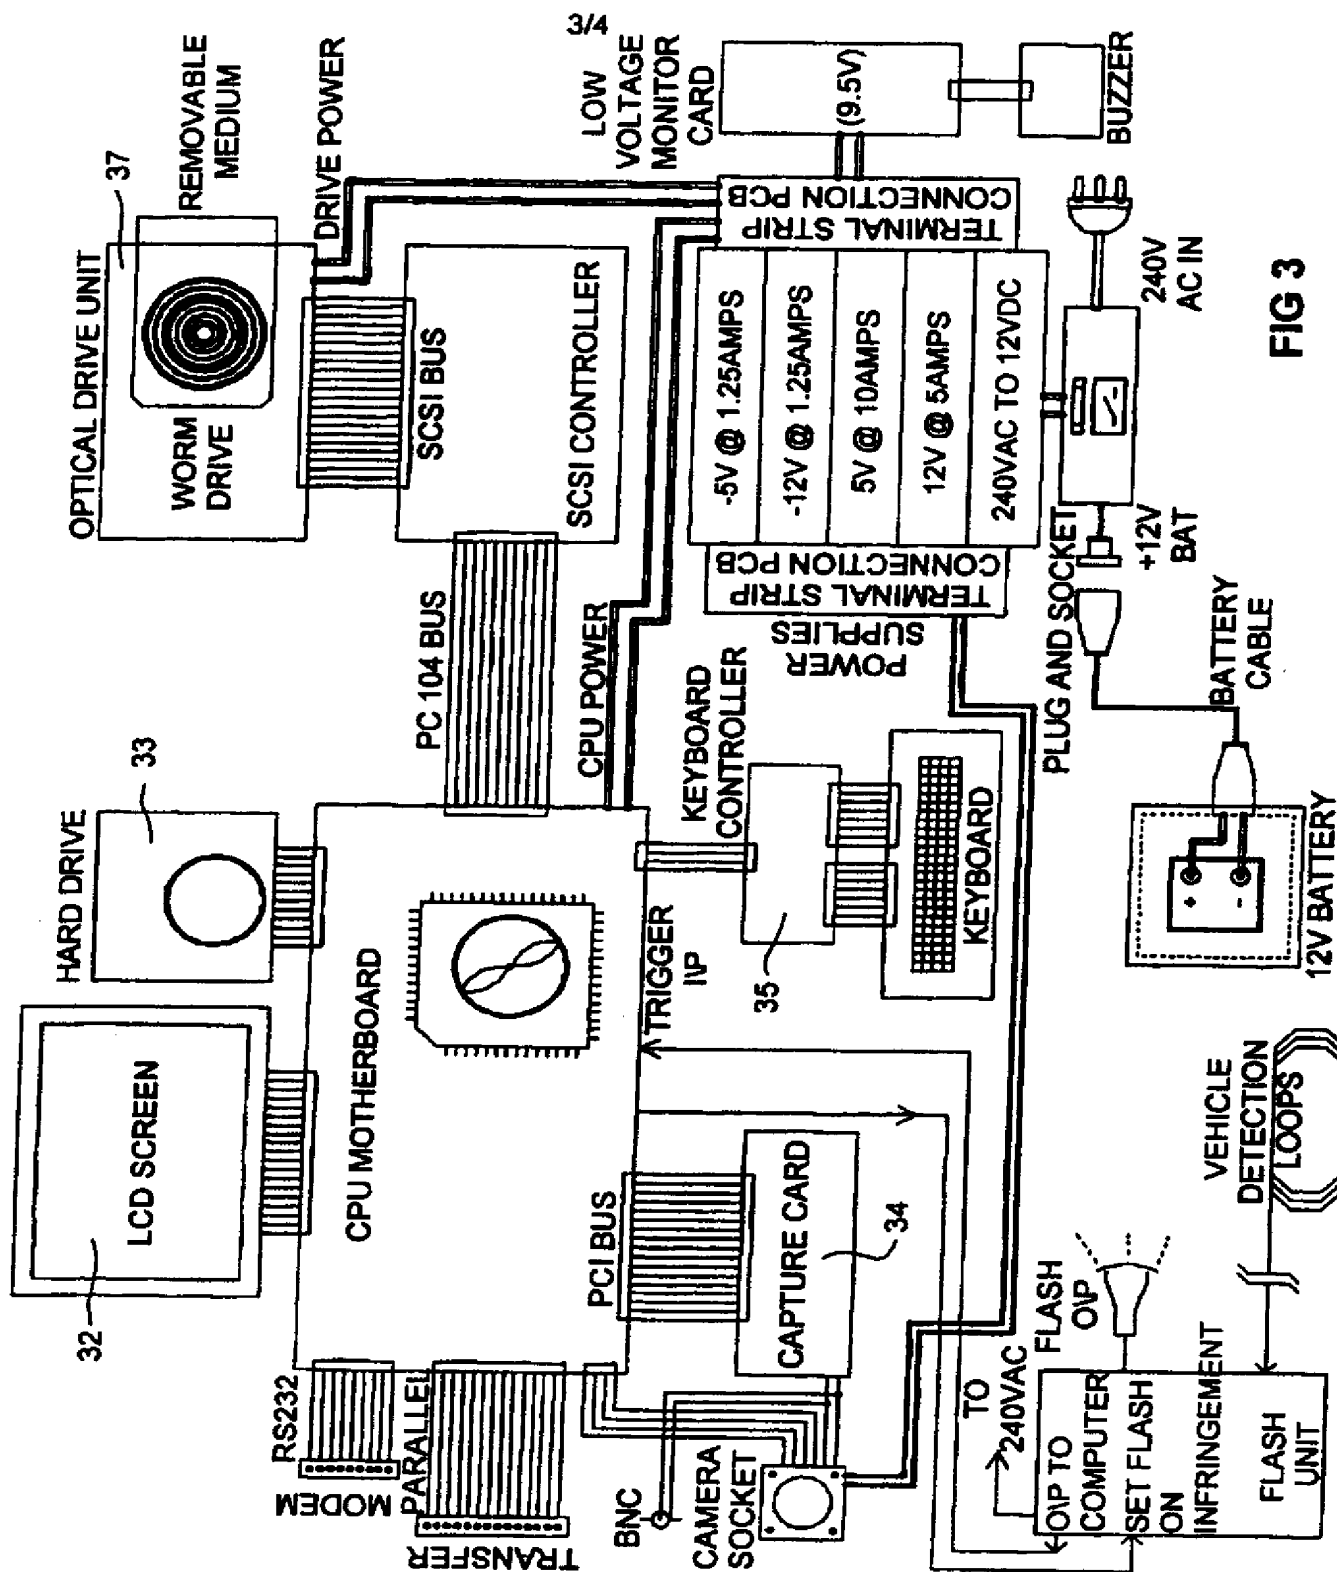 3/4
OPTICAL DRIVE UNIT
37
WORM
DRIVE
REMOVABLE
MEDIUM
DRIVE POWER
SCSI BUS
SCSI CONTROLLER
PC 104 BUS
CPU POWER
HARD DRIVE
33
LCD SCREEN
32
CPU MOTHERBOARD
RS232
MODEM
PARALLEL
TRANSFER
BNC
CAMERA
SOCKET
PCI BUS
CAPTURE CARD
34
TRIGGER
I\P
KEYBOARD
CONTROLLER
35
KEYBOARD
LOW
VOLTAGE
MONITOR
CARD
(9.5V)
BUZZER
TERMINAL STRIP
CONNECTION PCB
-5V @ 1.25AMPS
-12V @ 1.25AMPS
5V @ 10AMPS
12V @ 5AMPS
240VAC TO 12VDC
TERMINAL STRIP
CONNECTION PCB
POWER
SUPPLIES
240V
AC IN
+12V
BAT
PLUG AND SOCKET
BATTERY
CABLE
12V BATTERY
+
-
VEHICLE
DETECTION
LOOPS
FLASH
O\P
TO
240VAC
O\P TO
COMPUTER
SET FLASH
ON
INFRINGEMENT
FLASH
UNIT
FIG 3